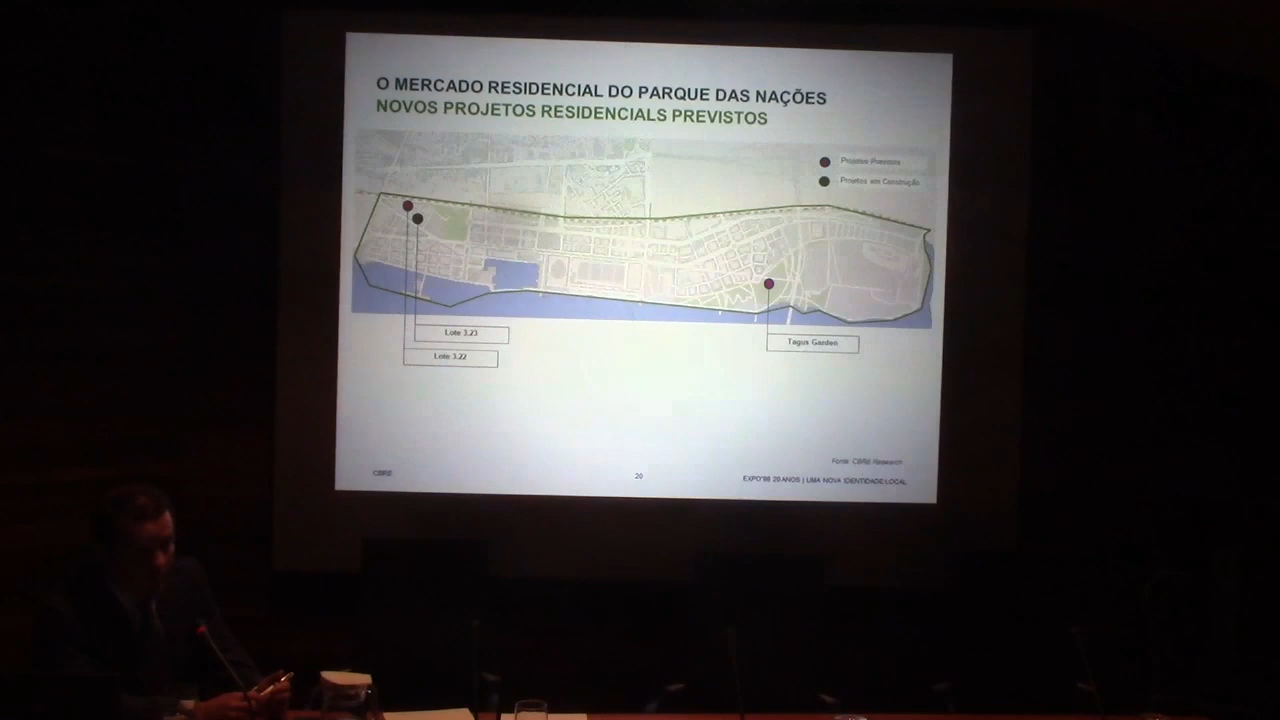 O MERCADO RESIDENCIAL DO PARQUE DAS NAÇÕES
NOVOS PROJETOS RESIDENCIALS PREVISTOS
Projetos Previstos
Projetos em Construção
Lote 3.23
Lote 3.22
Tagus Garden
Fonte: CBRE Research
CBRE
20
EXPO'98 20 ANOS | UMA NOVA IDENTIDADE LOCAL